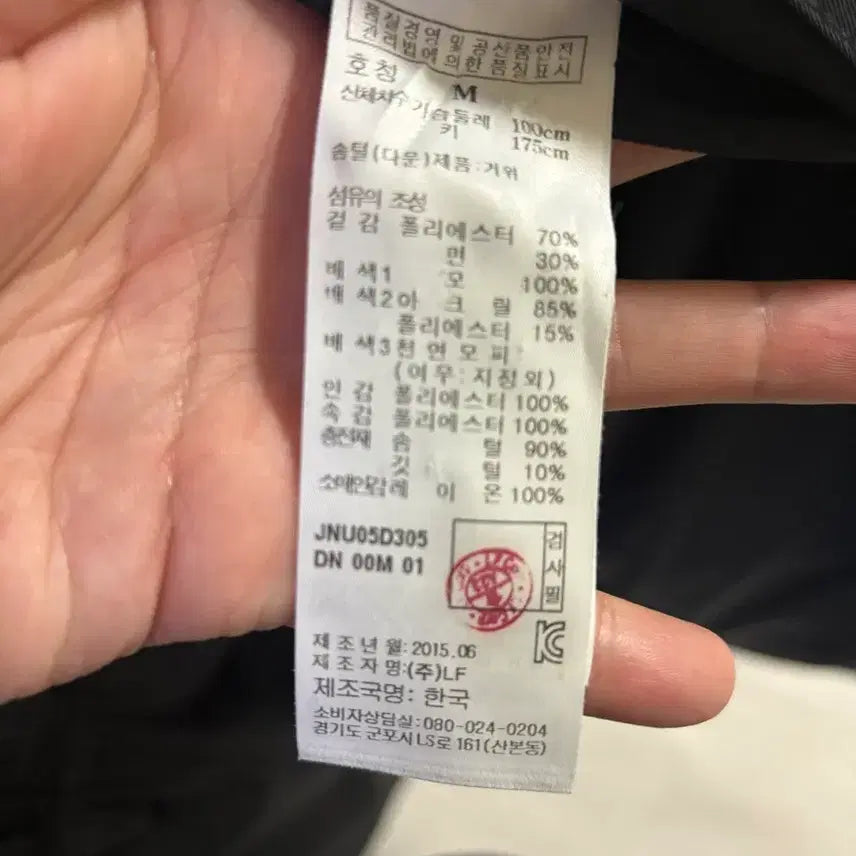 품질경영 및 공산품안전
관리법에 의한 품질표시
호칭 M
신체치수 가슴둘레 100cm
키 175cm
솜털(다운)제품:거위
섬유의 조성
겉 감 폴리에스터 70%
면 30%
배 색1 모 100%
배 색2 아 크 릴 85%
폴리에스터 15%
배 색3 천 연 모 피
(여우:지정외)
안 감 폴리에스터 100%
속 감 폴리에스터 100%
충전재 솜 털 90%
깃 털 10%
소매안감 레 이 온 100%
JNU05D305
DN 00M 01
검사필
제 조 년 월:2015.06
제 조 자 명:(주)LF
제조국명: 한국
소비자상담실:080-024-0204
경기도 군포시 LS로 161(산본동)